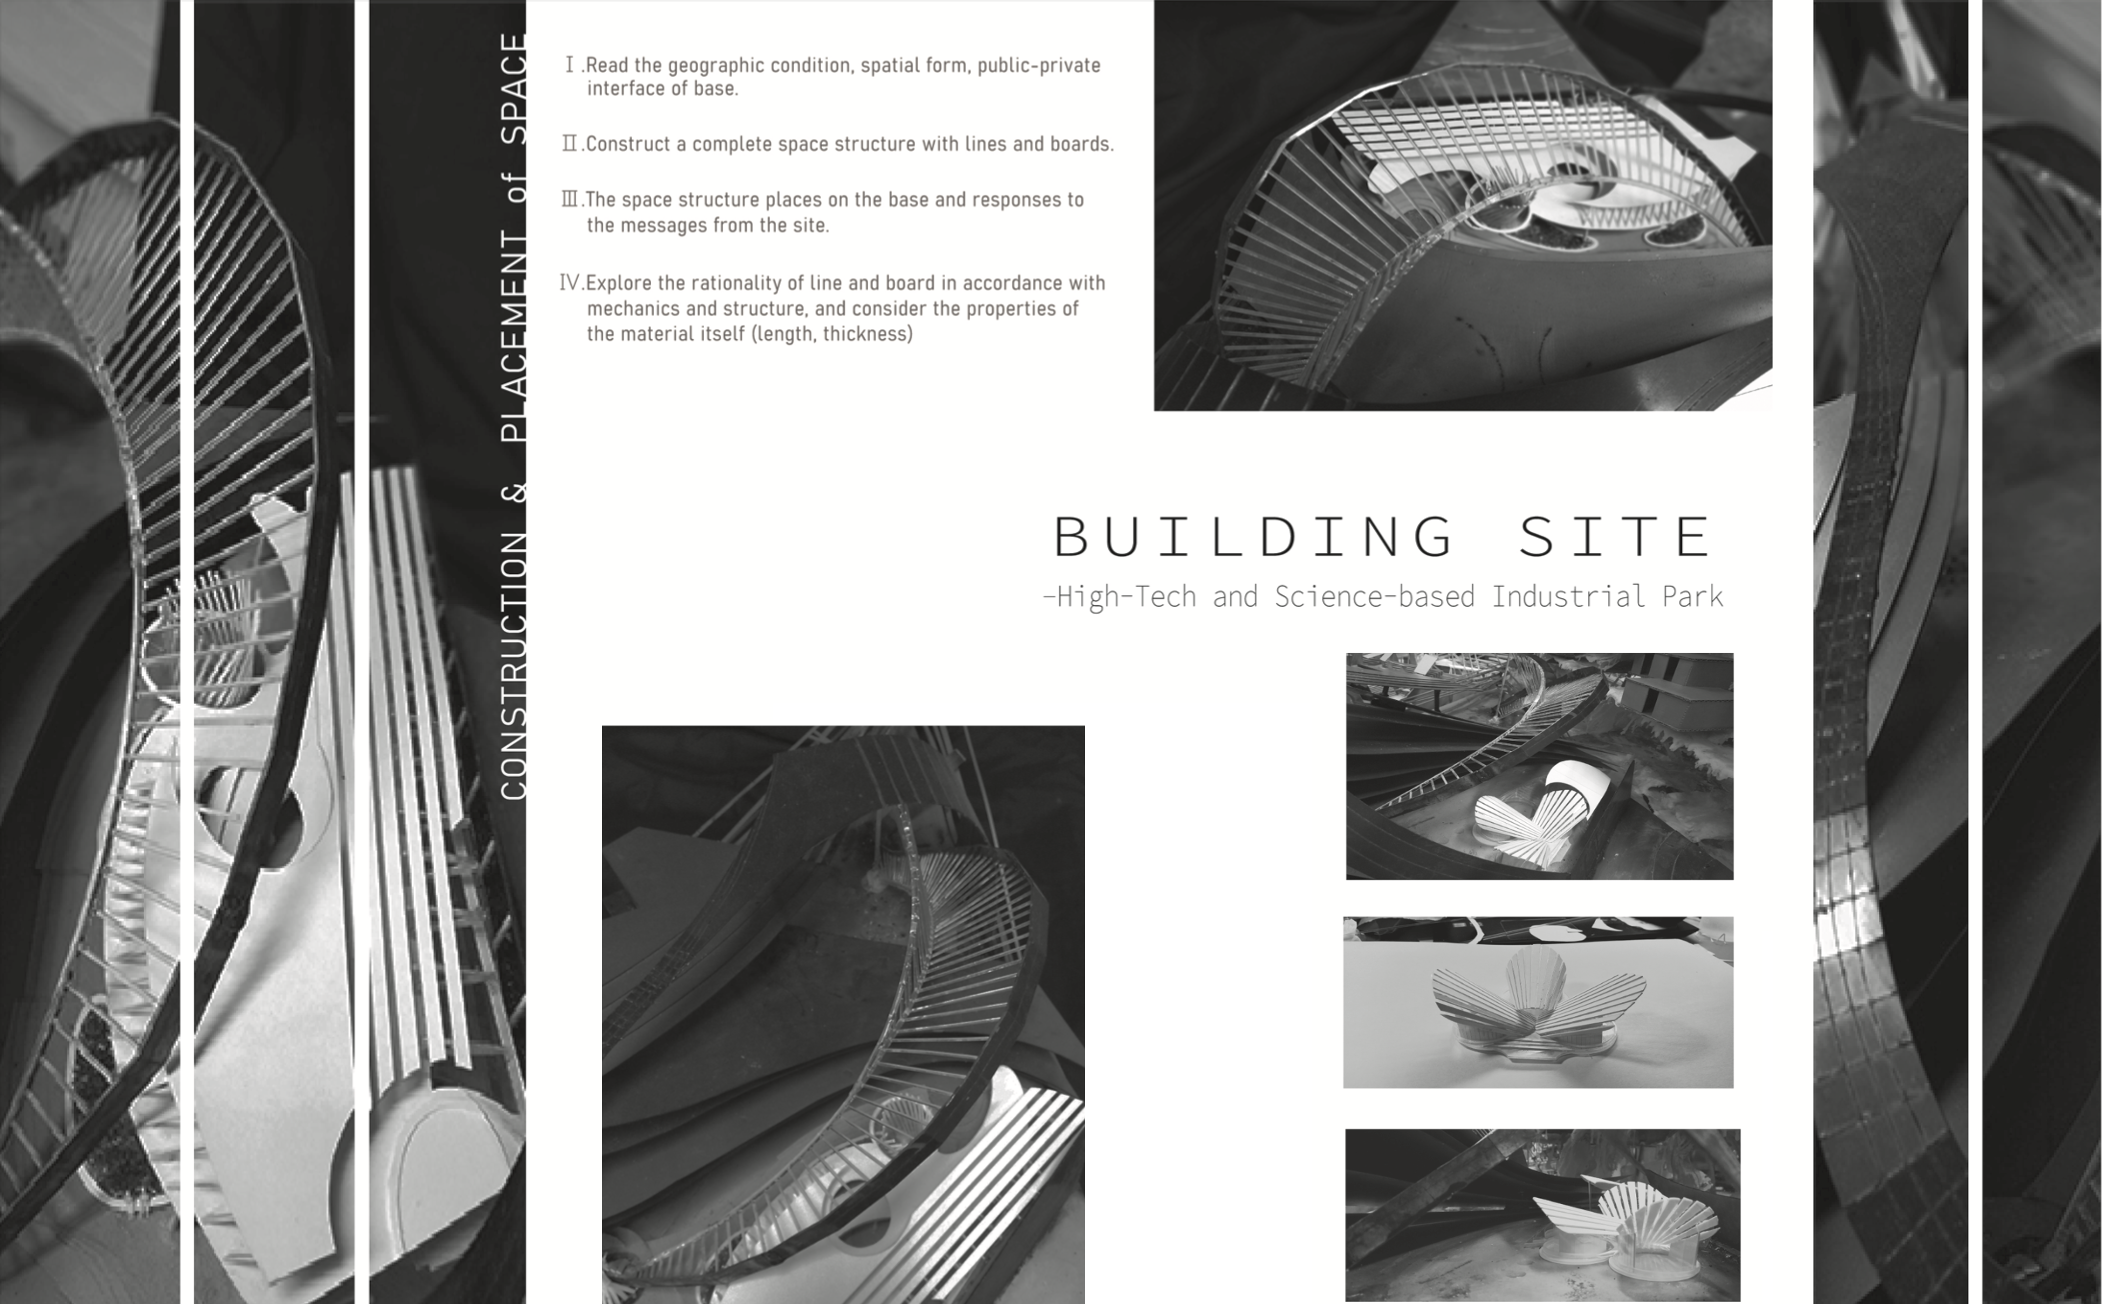 CONSTRUCTION & PLACEMENT of SPACE
Ⅰ.Read the geographic condition, spatial form, public-private
interface of base.
Ⅱ.Construct a complete space structure with lines and boards.
Ⅲ.The space structure places on the base and responses to
the messages from the site.
Ⅳ.Explore the rationality of line and board in accordance with
mechanics and structure, and consider the properties of
the material itself (length, thickness)
BUILDING SITE
-High-Tech and Science-based Industrial Park